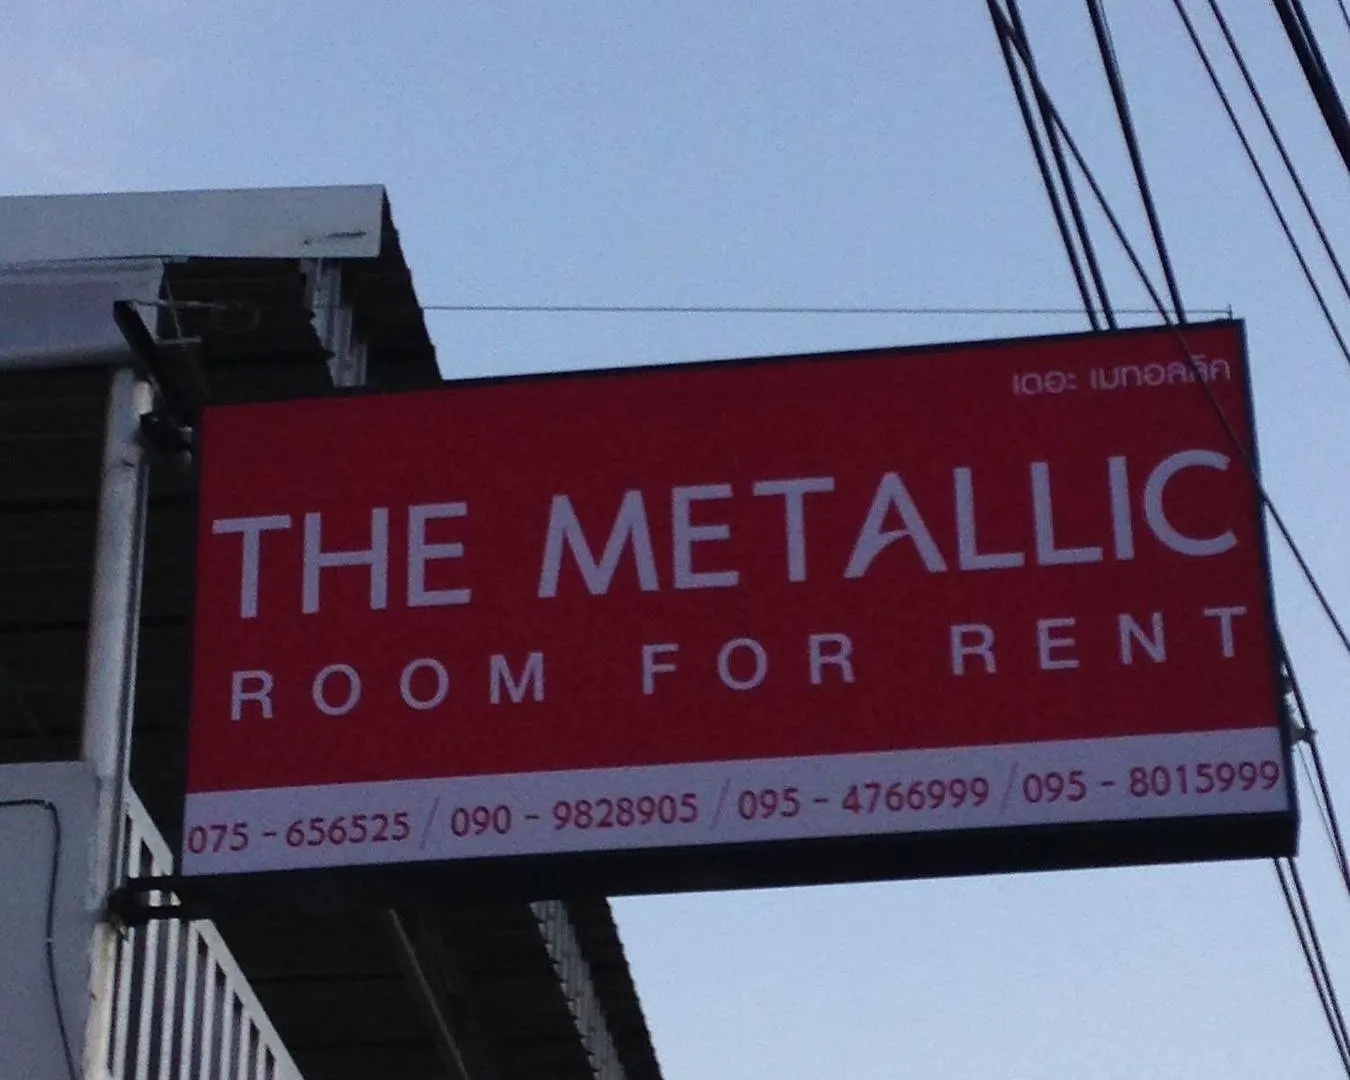 เดอะ เมทอลลิค
THE METALLIC
ROOM FOR RENT
075 - 656525 / 090 - 9828905 / 095 - 4766999 / 095 - 8015999